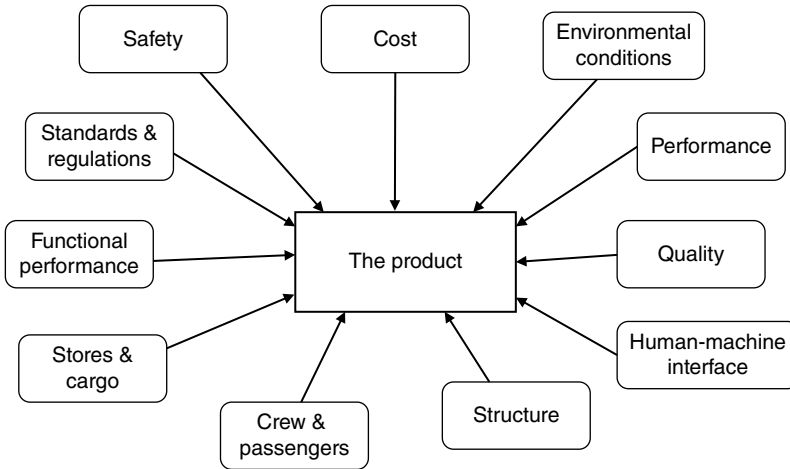 Safety
Cost
Environmental
conditions
Standards &
regulations
Performance
Functional
performance
The product
Quality
Stores &
cargo
Human-machine
interface
Crew &
passengers
Structure